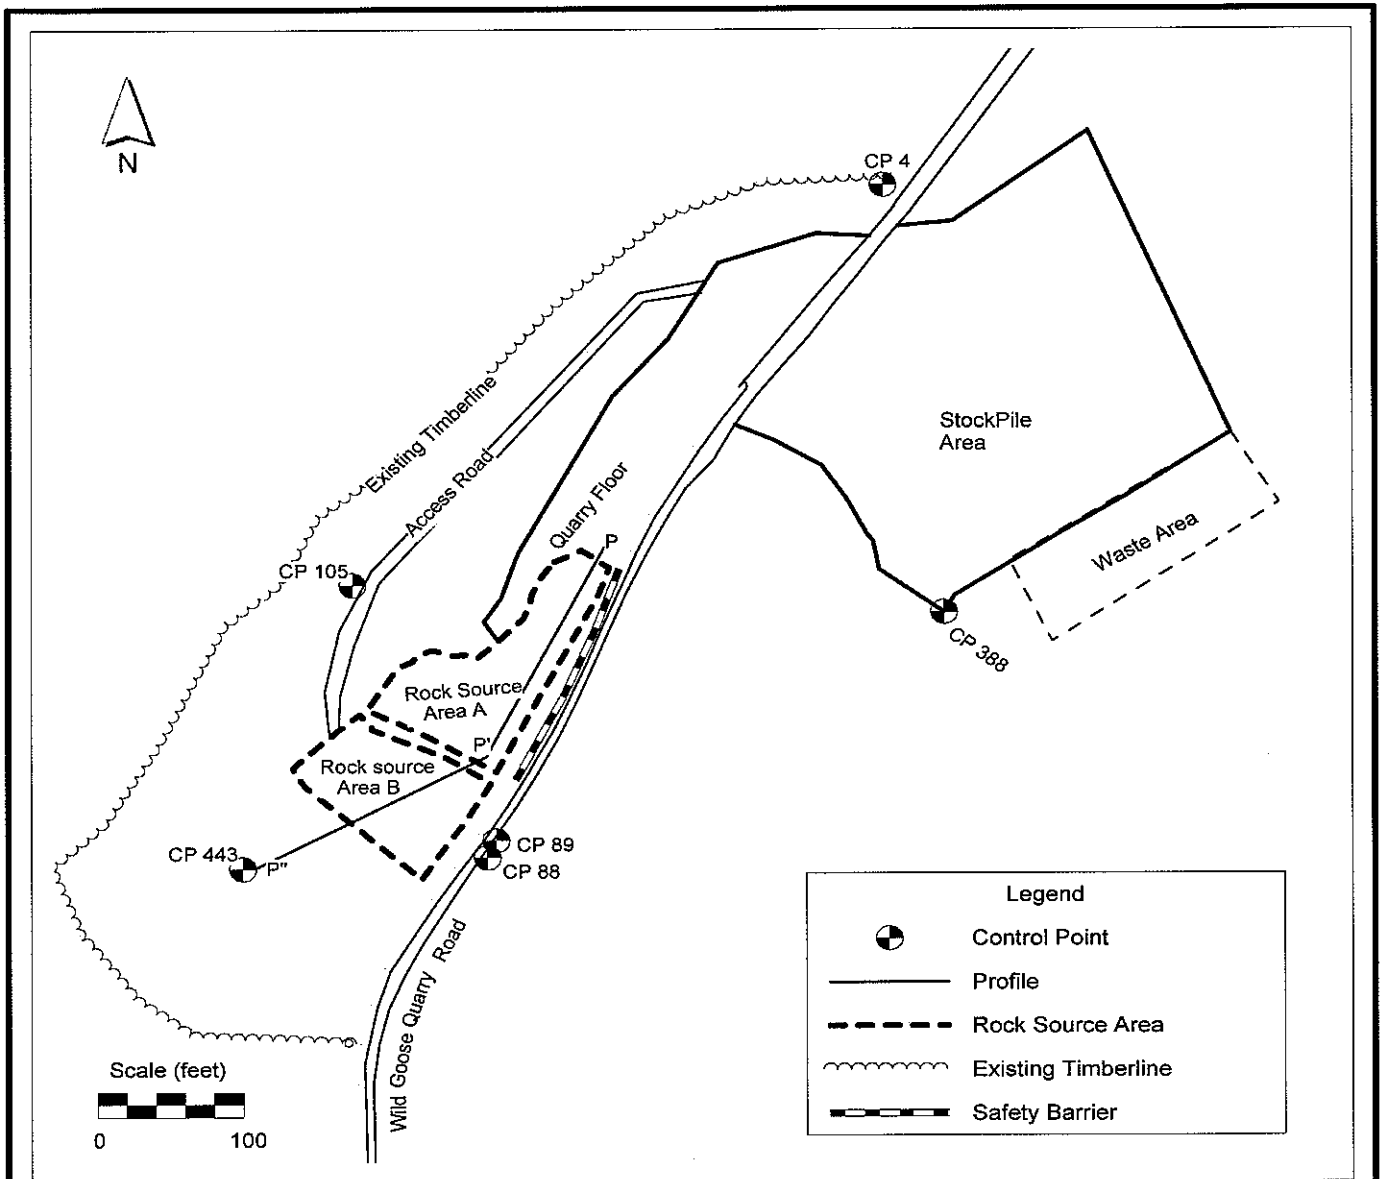 N
CP 4
StockPile
Area
Existing Timberline
Access Road
Quarry Floor
P
Waste Area
CP 105
CP 388
Rock Source
Area A
P'
Rock source
Area B
CP 443
P"
CP 89
CP 88
Wild Goose Quarry Road
Legend
Control Point
Profile
Rock Source Area
Existing Timberline
Safety Barrier
Scale (feet)
0 100